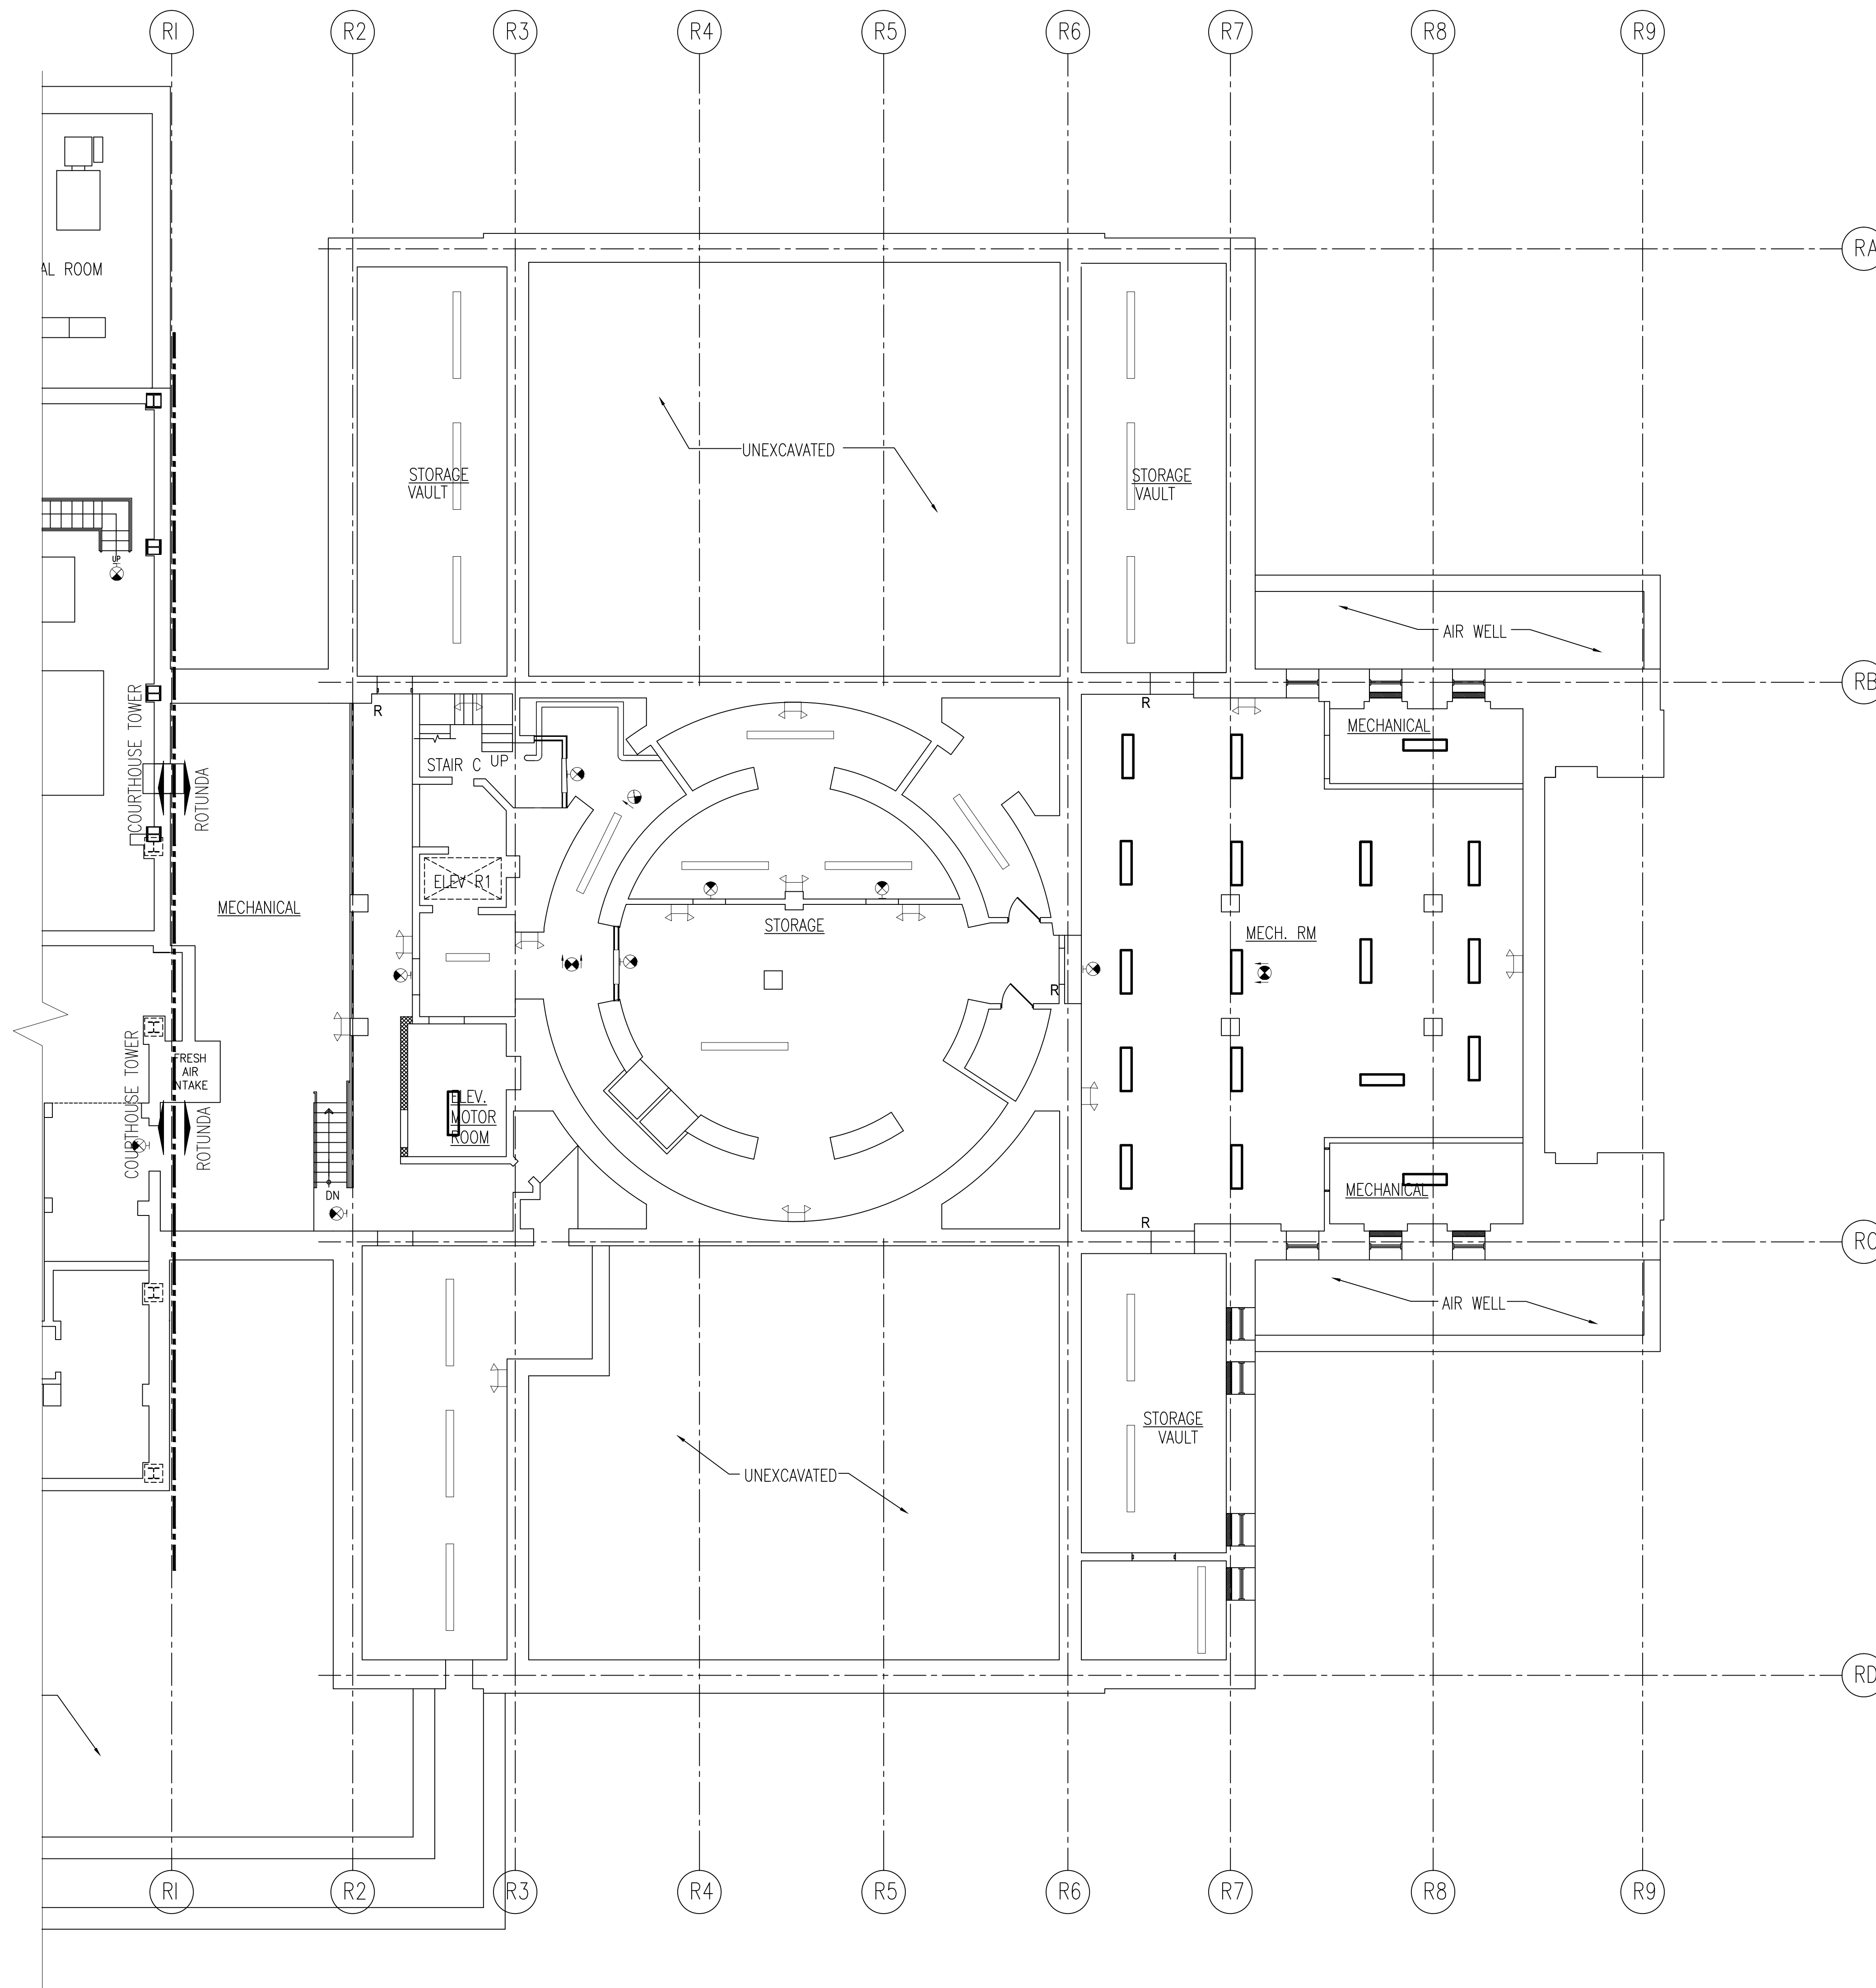 R1 R2 R3 R4 R5 R6 R7 R8 R9
RA
AL ROOM
UNEXCAVATED
STORAGE
VAULT
STORAGE
VAULT
UP
AIR WELL
RB
R
R
COURTHOUSE TOWER
ROTUNDA
STAIR C
UP
MECHANICAL
ELEV R1
MECHANICAL
STORAGE
MECH. RM
R
FRESH
AIR
NTAKE
COURTHOUSE TOWER
ROTUNDA
ELEV.
MOTOR
ROOM
DN
MECHANICAL
R
RC
AIR WELL
STORAGE
VAULT
UNEXCAVATED
RD
R1 R2 R3 R4 R5 R6 R7 R8 R9